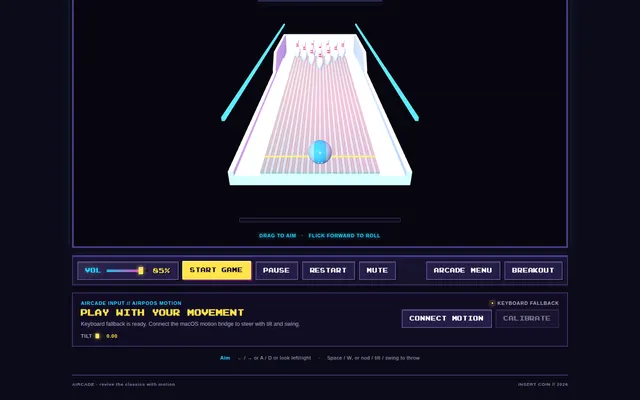 DRAG TO AIM · FLICK FORWARD TO ROLL
VOL 85% START GAME PAUSE RESTART MUTE ARCADE MENU BREAKOUT
AIRCADE INPUT // AIRPODS MOTION
KEYBOARD FALLBACK
PLAY WITH YOUR MOVEMENT
Keyboard fallback is ready. Connect the macOS motion bridge to steer with tilt and swing.
CONNECT MOTION CALIBRATE
TILT 0.00
Aim ← / → or A / D or look left/right · Space / W, or nod / tilt / swing to throw
AIRCADE · revive the classics with motion
INSERT COIN © 2026